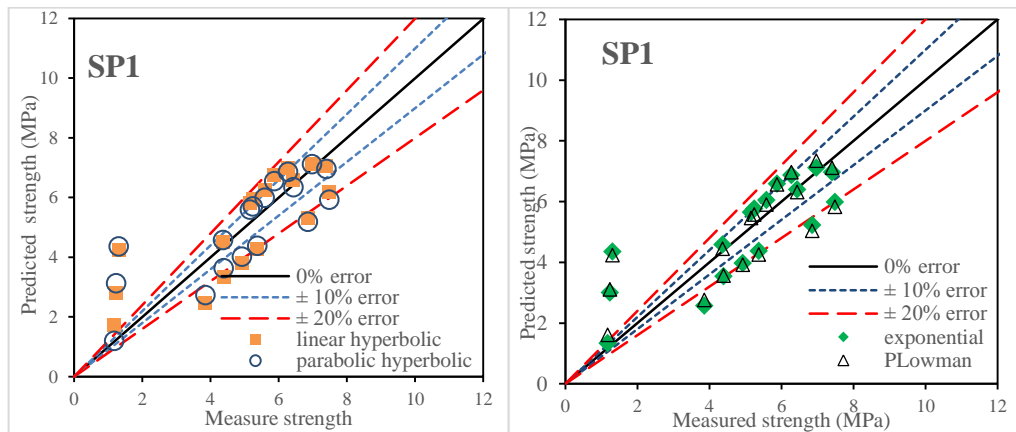 SP1
Predicted strength (MPa)
12
10
8
6
4
2
0
0 2 4 6 8 10 12
Measure strength
0% error
± 10% error
± 20% error
linear hyperbolic
parabolic hyperbolic
SP1
Predicted strength (MPa)
12
10
8
6
4
2
0
0 2 4 6 8 10 12
Measured strength (MPa)
0% error
± 10% error
± 20% error
exponential
PLowman